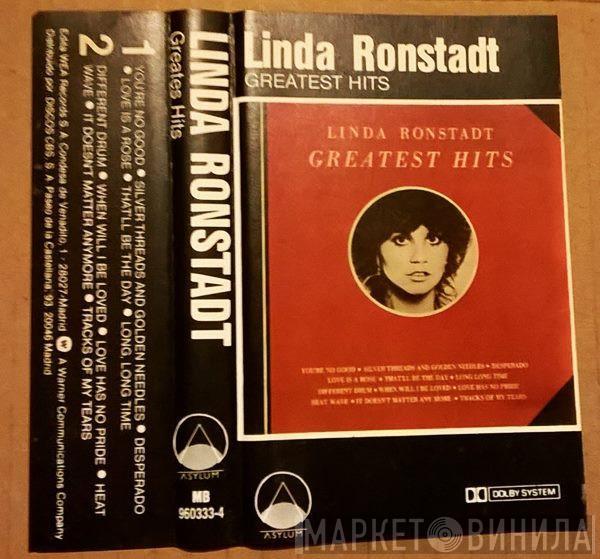 Linda Ronstadt
GREATEST HITS
LINDA RONSTADT
GREATEST HITS
YOU'RE NO GOOD • SILVER THREADS AND GOLDEN NEEDLES • DESPERADO
LOVE IS A ROSE • THAT'LL BE THE DAY • LONG LONG TIME
DIFFERENT DRUM • WHEN WILL I BE LOVED • LOVE HAS NO PRIDE
HEAT WAVE • IT DOESN'T MATTER ANY MORE • TRACKS OF MY TEARS
ASYLUM
DOLBY SYSTEM
LINDA RONSTADT
Greates Hits
ASYLUM
MB
960333-4
1
YOU'RE NO GOOD • SILVER THREADS AND GOLDEN NEEDLES • DESPERADO
• LOVE IS A ROSE • THAT'LL BE THE DAY • LONG, LONG TIME
2
DIFFERENT DRUM • WHEN WILL I BE LOVED • LOVE HAS NO PRIDE • HEAT
WAVE • IT DOESN'T MATTER ANYMORE • TRACKS OF MY TEARS
Edita WEA Records S. A. Condesa de Venadito, 1 - 28027-Madrid W A Warner Communications Company
Distribuido por DISCOS CBS, S. A. Paseo de la Castellana, 93 20046 Madrid
МАРКЕТ ВИНИЛА